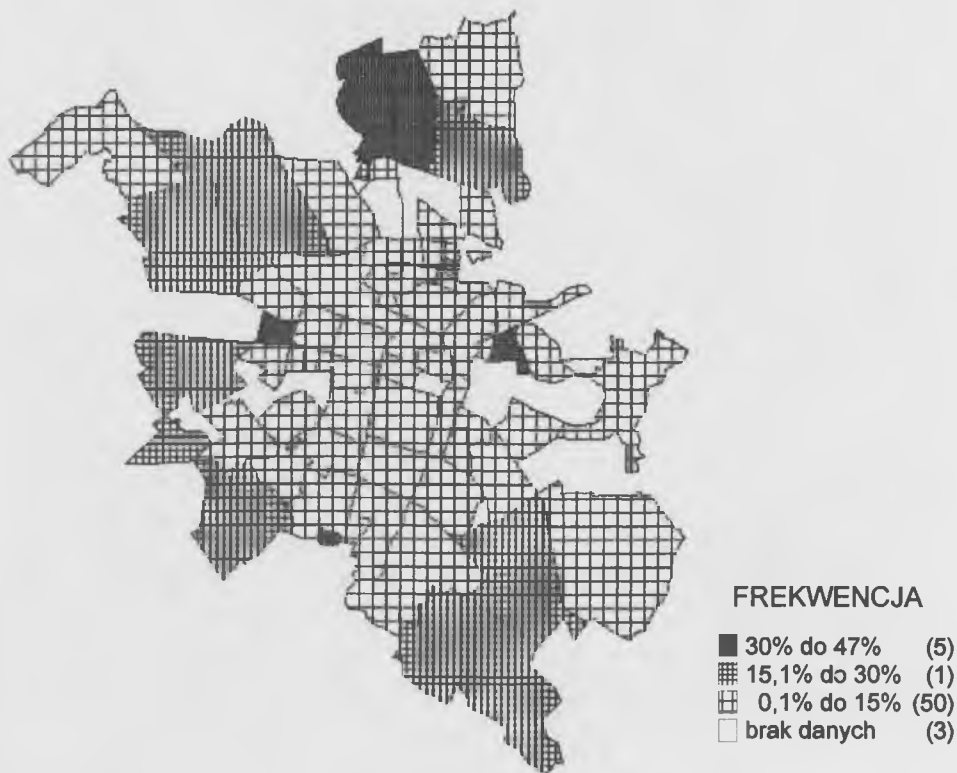 FREKWENCJA
30% do 47% (5)
15,1% do 30% (1)
0,1% do 15% (50)
brak danych (3)